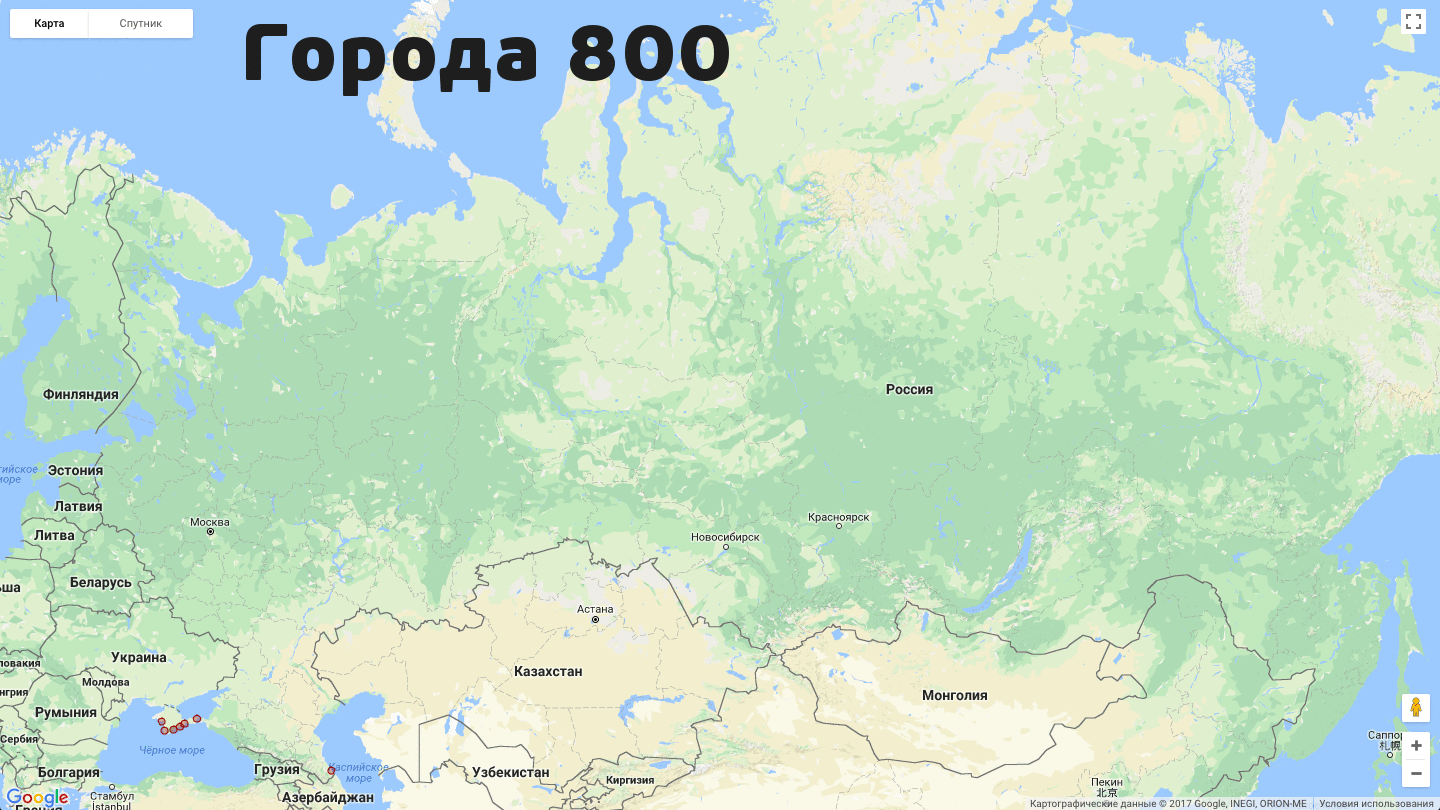 Карта
Спутник
Города 800
Финляндия
Россия
Эстония
Латвия
Литва
Москва
Красноярск
Новосибирск
Беларусь
Астана
Украина
Казахстан
Молдова
Монголия
Румыния
Чёрное море
Каспийское
море
Болгария
Грузия
Узбекистан
Киргизия
Азербайджан
Стамбул
İstanbul
Пекин
北京
Google
Сербия
Картографические данные © 2017 Google, INEGI, ORION-ME
Условия использования